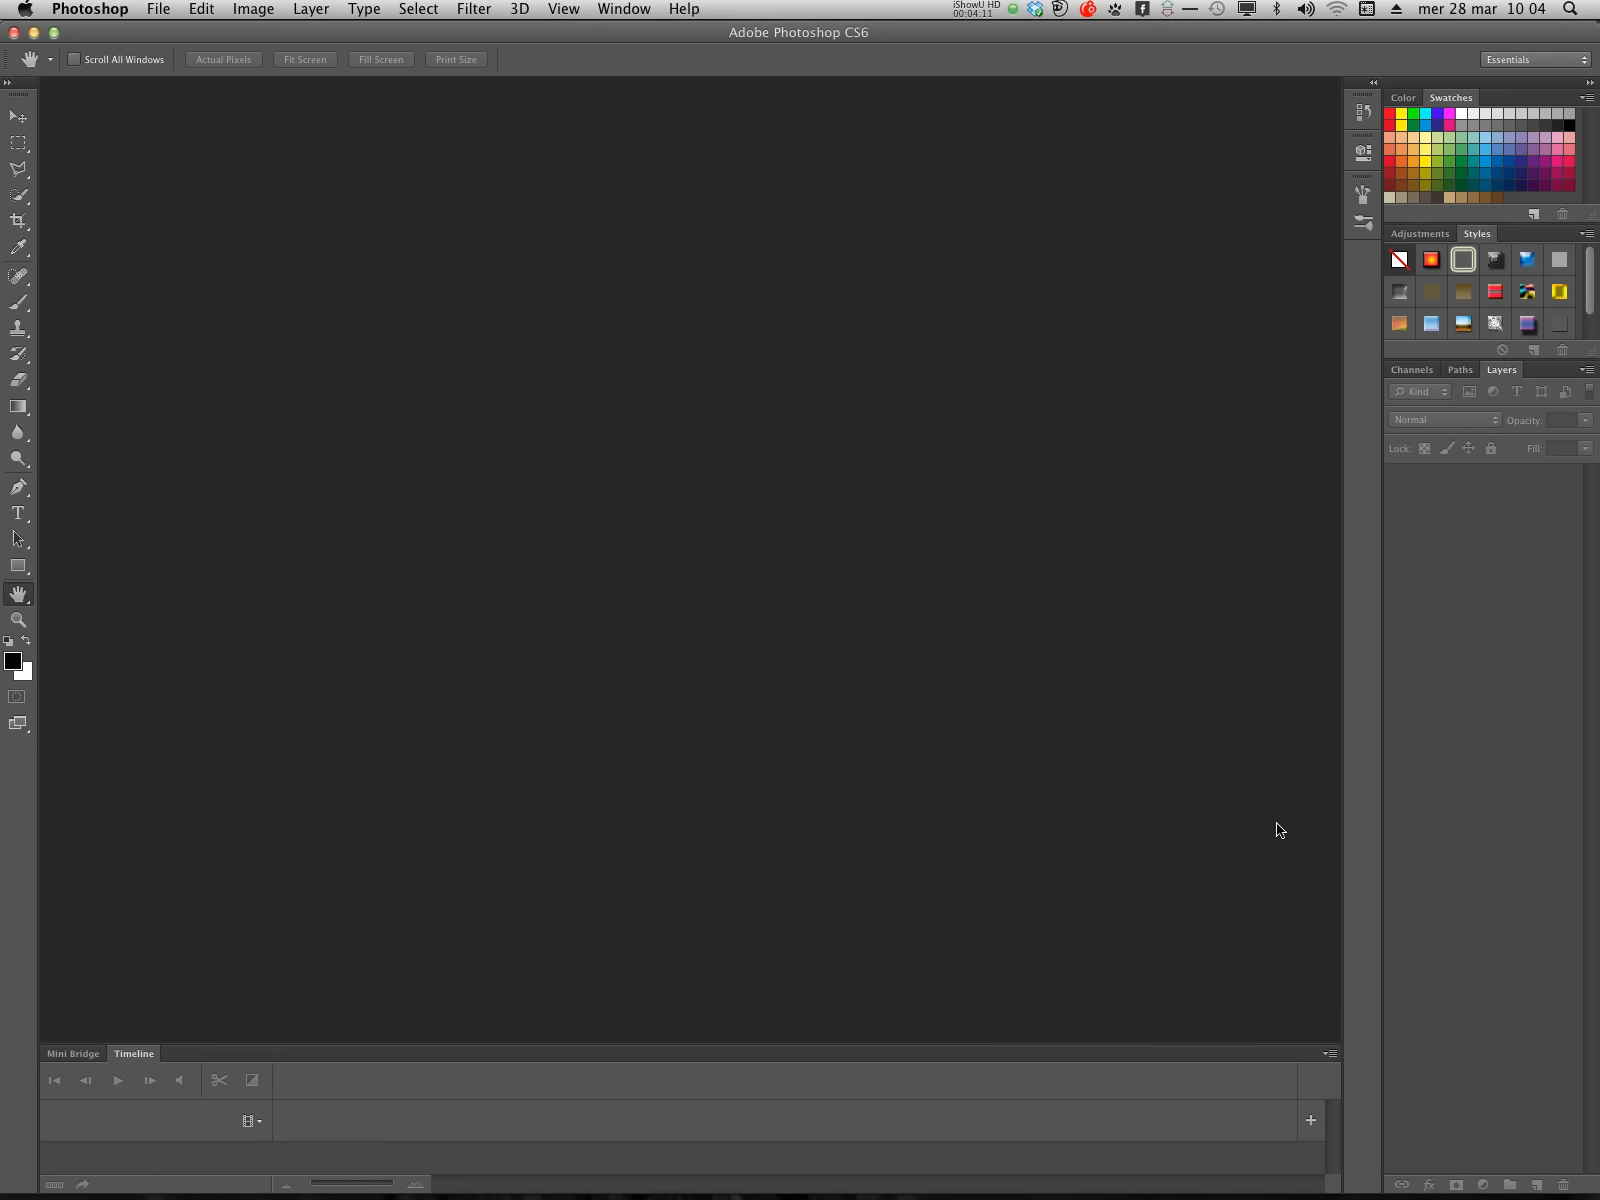 Photoshop File Edit Image Layer Type Select Filter 3D View Window Help iShowU HD 00:04:11 mer 28 mar 10 04
Adobe Photoshop CS6
Scroll All Windows Actual Pixels Fit Screen Fill Screen Print Size Essentials
Color Swatches
Adjustments Styles
Channels Paths Layers
Kind
Normal Opacity:
Lock: Fill:
Mini Bridge Timeline